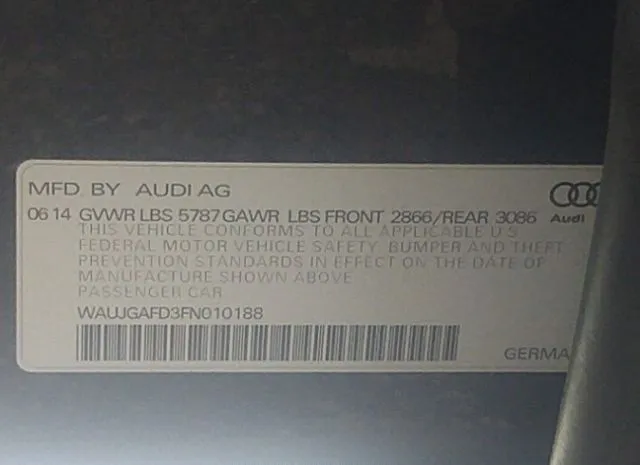 MFD. BY AUDI AG
06 14 GVWR LBS 5787 GAWR LBS FRONT 2866/REAR 3086
Audi
THIS VEHICLE CONFORMS TO ALL APPLICABLE U.S.
FEDERAL MOTOR VEHICLE SAFETY, BUMPER AND THEFT
PREVENTION STANDARDS IN EFFECT ON THE DATE OF
MANUFACTURE SHOWN ABOVE
PASSENGER CAR
WAUJGAFD3FN010188
GERMA